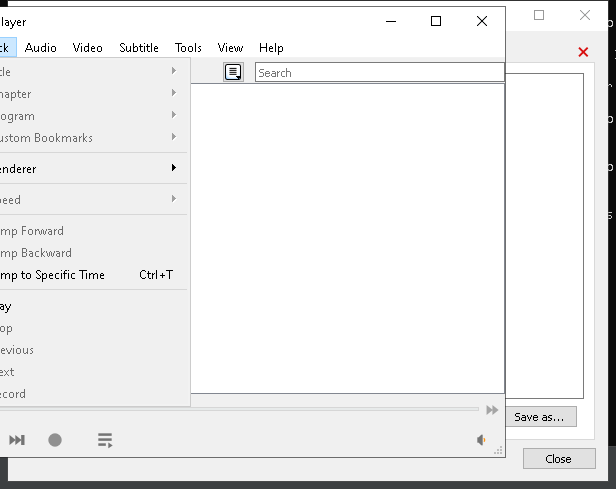 layer
ck Audio Video Subtitle Tools View Help
Search
tle
hapter
ogram
ustom Bookmarks
enderer
peed
mp Forward
mp Backward
mp to Specific Time Ctrl+T
ay
op
evious
ext
ecord
Save as...
Close